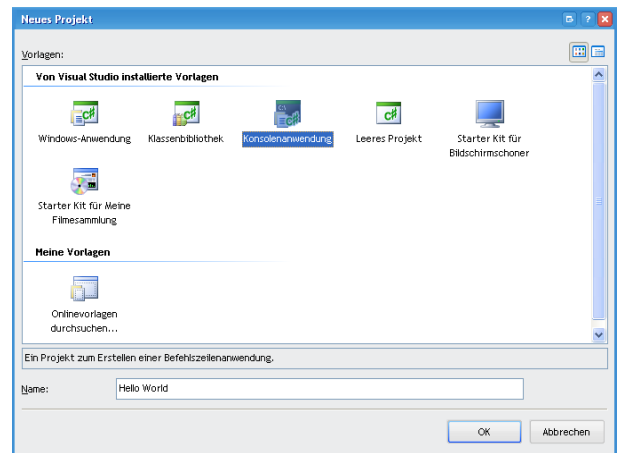 Neues Projekt
Vorlagen:
Von Visual Studio installierte Vorlagen
Windows-Anwendung
Klassenbibliothek
Konsolenanwendung
Leeres Projekt
Starter Kit für
Bildschirmschoner
Starter Kit für Meine
Filmesammlung
Meine Vorlagen
Onlinevorlagen
durchsuchen...
Ein Projekt zum Erstellen einer Befehlszeilenanwendung.
Name: Hello World
OK Abbrechen